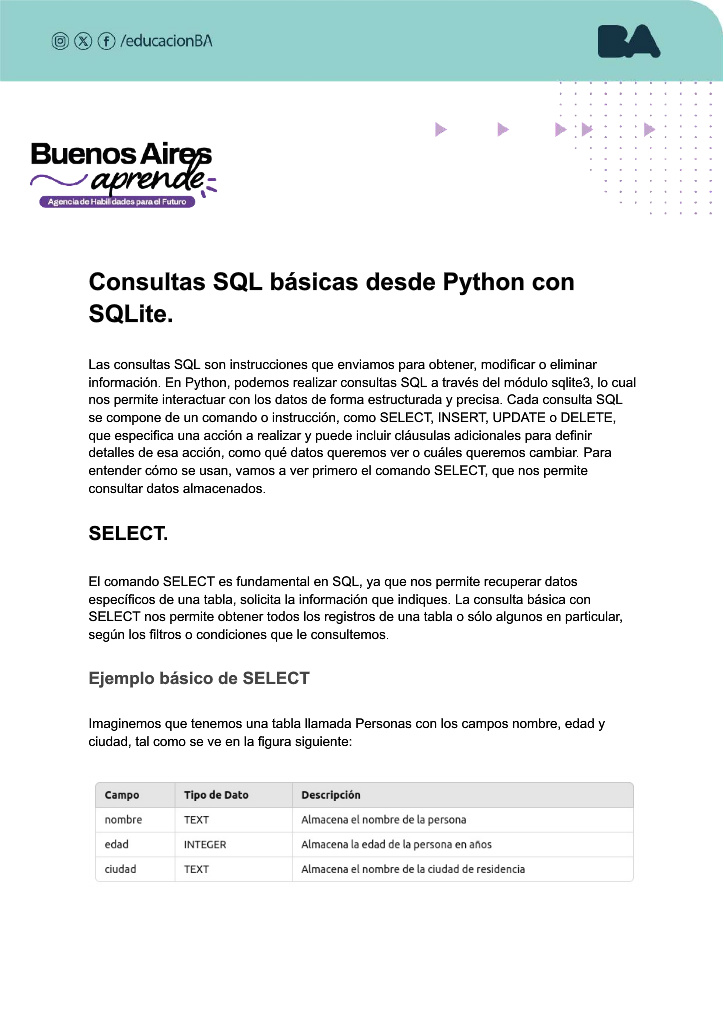 /educacionBA
BA
Buenos Aires
aprende
Agencia de Habilidades para el Futuro
Consultas SQL básicas desde Python con
SQLite.
Las consultas SQL son instrucciones que enviamos para obtener, modificar o eliminar
información. En Python, podemos realizar consultas SQL a través del módulo sqlite3, lo cual
nos permite interactuar con los datos de forma estructurada y precisa. Cada consulta SQL
se compone de un comando o instrucción, como SELECT, INSERT, UPDATE o DELETE,
que especifica una acción a realizar y puede incluir cláusulas adicionales para definir
detalles de esa acción, como qué datos queremos ver o cuáles queremos cambiar. Para
entender cómo se usan, vamos a ver primero el comando SELECT, que nos permite
consultar datos almacenados.
SELECT.
El comando SELECT es fundamental en SQL, ya que nos permite recuperar datos
específicos de una tabla, solicita la información que indiques. La consulta básica con
SELECT nos permite obtener todos los registros de una tabla o sólo algunos en particular,
según los filtros o condiciones que le consultemos.
Ejemplo básico de SELECT
Imaginemos que tenemos una tabla llamada Personas con los campos nombre, edad y
ciudad, tal como se ve en la figura siguiente:
Campo Tipo de Dato Descripción
nombre TEXT Almacena el nombre de la persona
edad INTEGER Almacena la edad de la persona en años
ciudad TEXT Almacena el nombre de la ciudad de residencia